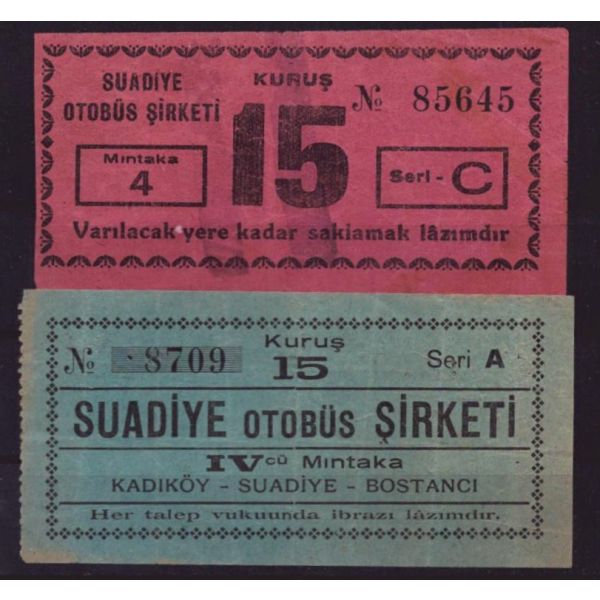 SUADİYE OTOBÜS ŞİRKETİ
KURUŞ
15
№ 85645
Mıntaka
4
Seri - C
Varılacak yere kadar saklamak lâzımdır
№ 8709
Kuruş
15
Seri A
SUADİYE OTOBÜS ŞİRKETİ
IVcü Mıntaka
KADIKÖY - SUADİYE - BOSTANCI
Her talep vukuunda ibrazı lâzımdır.